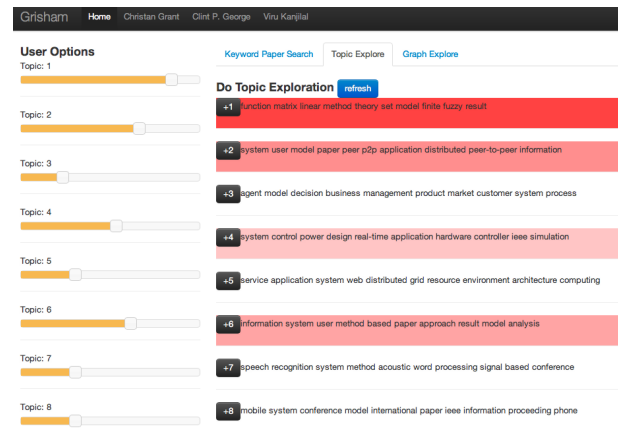 Grisham Home Christan Grant Clint P. George Viru Kanjilal
User Options
Topic: 1
Topic: 2
Topic: 3
Topic: 4
Topic: 5
Topic: 6
Topic: 7
Topic: 8
Keyword Paper Search Topic Explore Graph Explore
Do Topic Exploration refresh
+1 function matrix linear method theory set model finite fuzzy result
+2 system user model paper peer p2p application distributed peer-to-peer information
+3 agent model decision business management product market customer system process
+4 system control power design real-time application hardware controller ieee simulation
+5 service application system web distributed grid resource environment architecture computing
+6 information system user method based paper approach result model analysis
+7 speech recognition system method acoustic word processing signal based conference
+8 mobile system conference model international paper ieee information proceeding phone